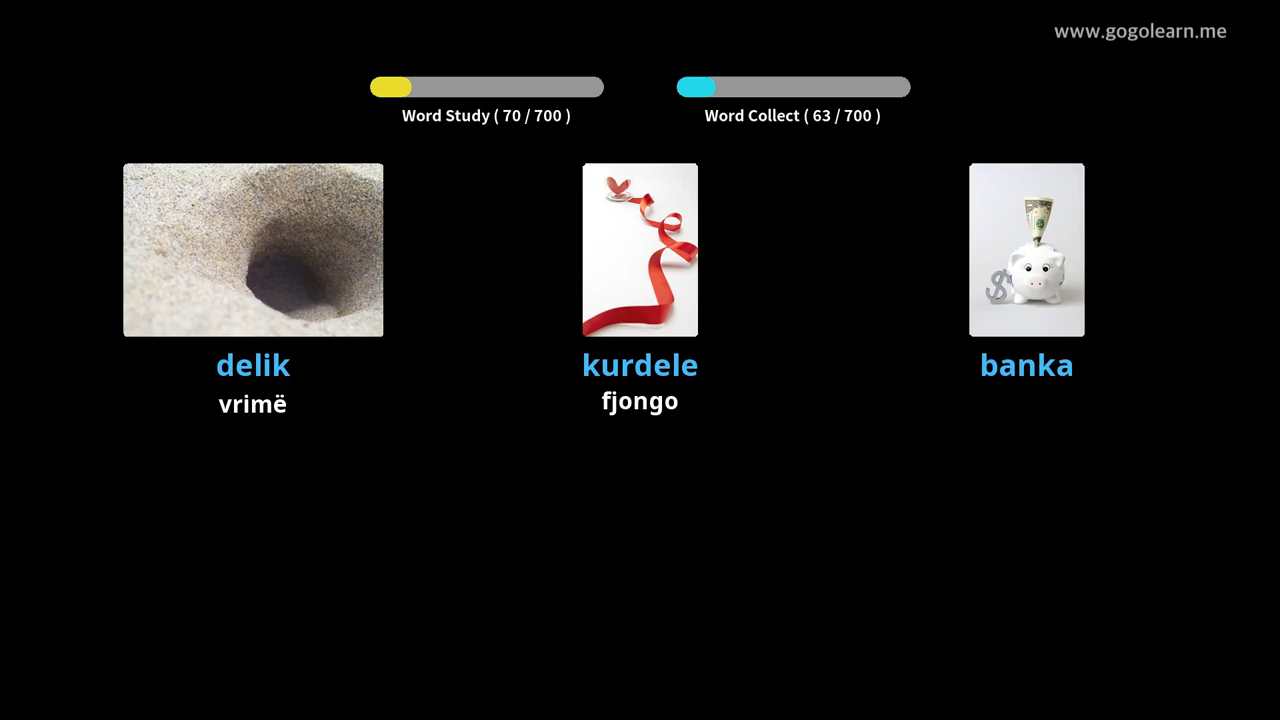 www.gogolearn.me
Word Study ( 70 / 700 )
Word Collect ( 63 / 700 )
delik
kurdele
banka
vrimë
fjongo